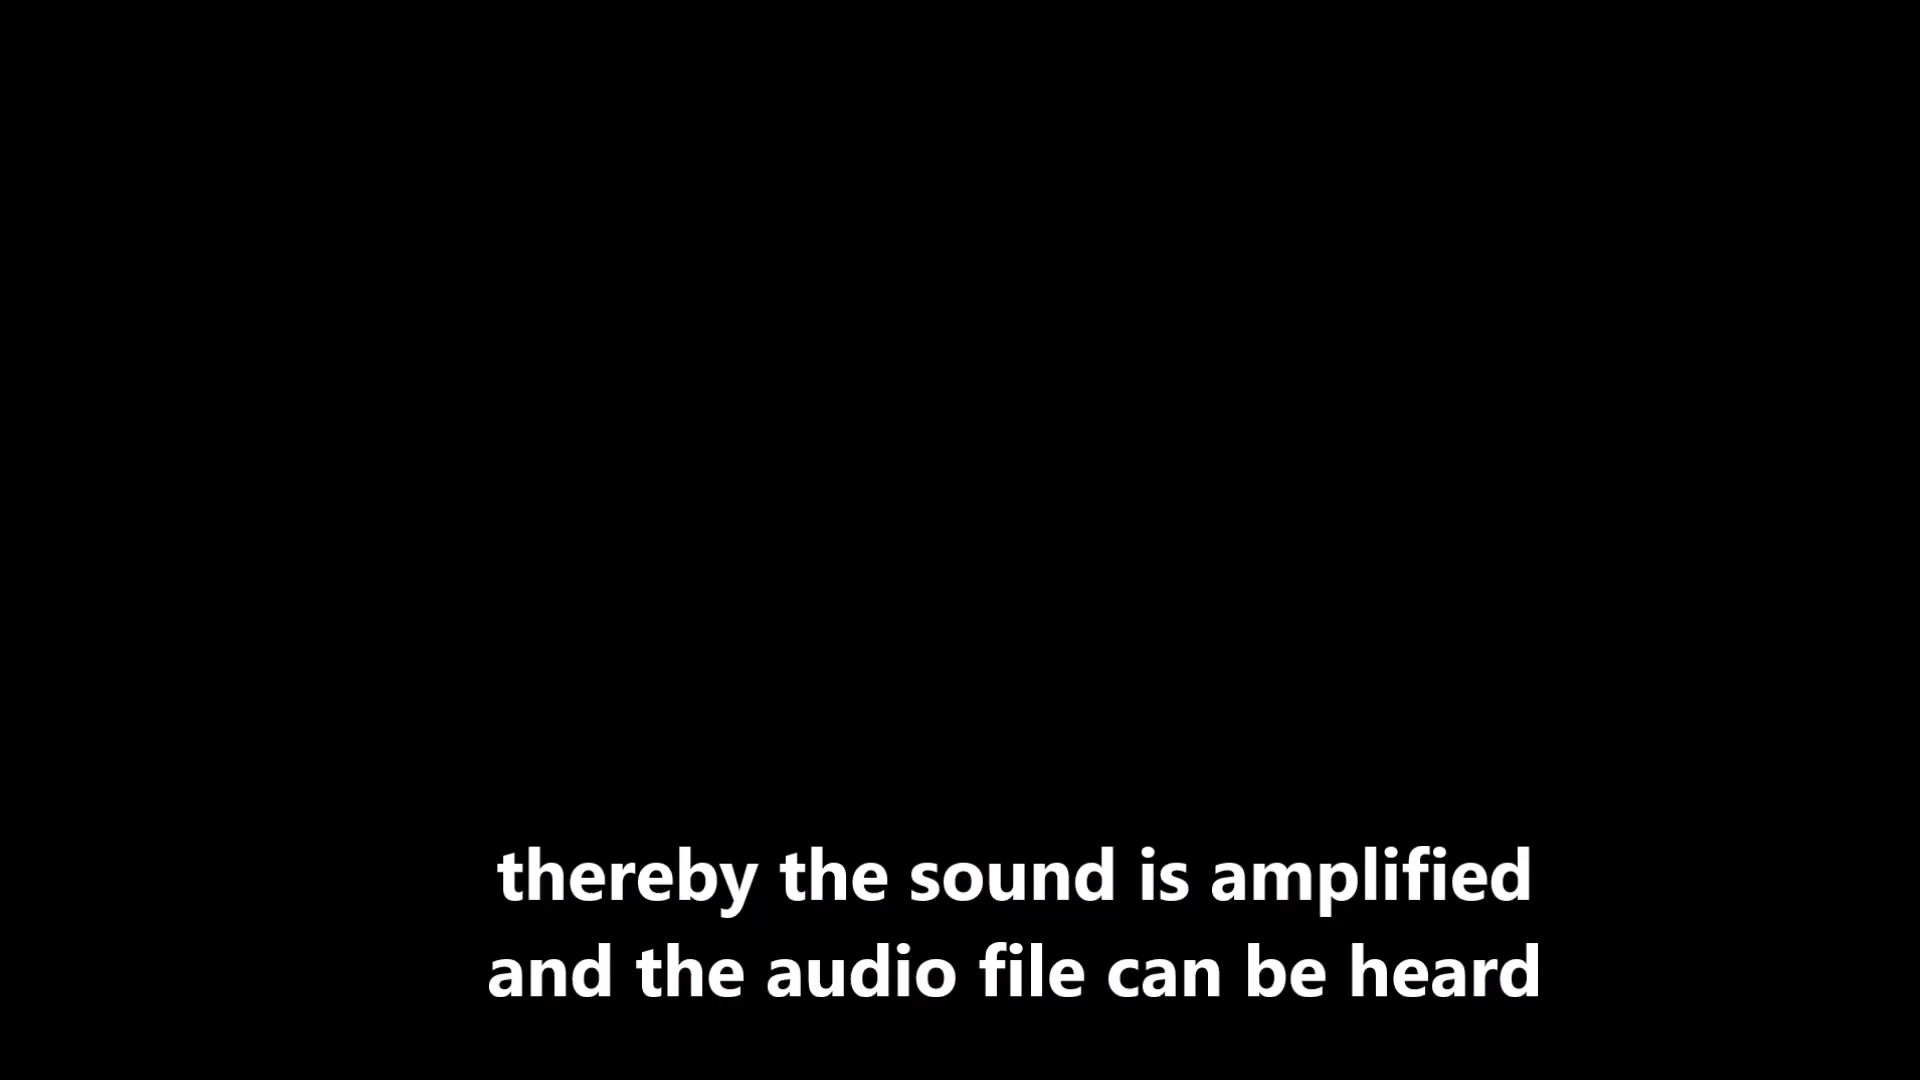 thereby the sound is amplified
and the audio file can be heard